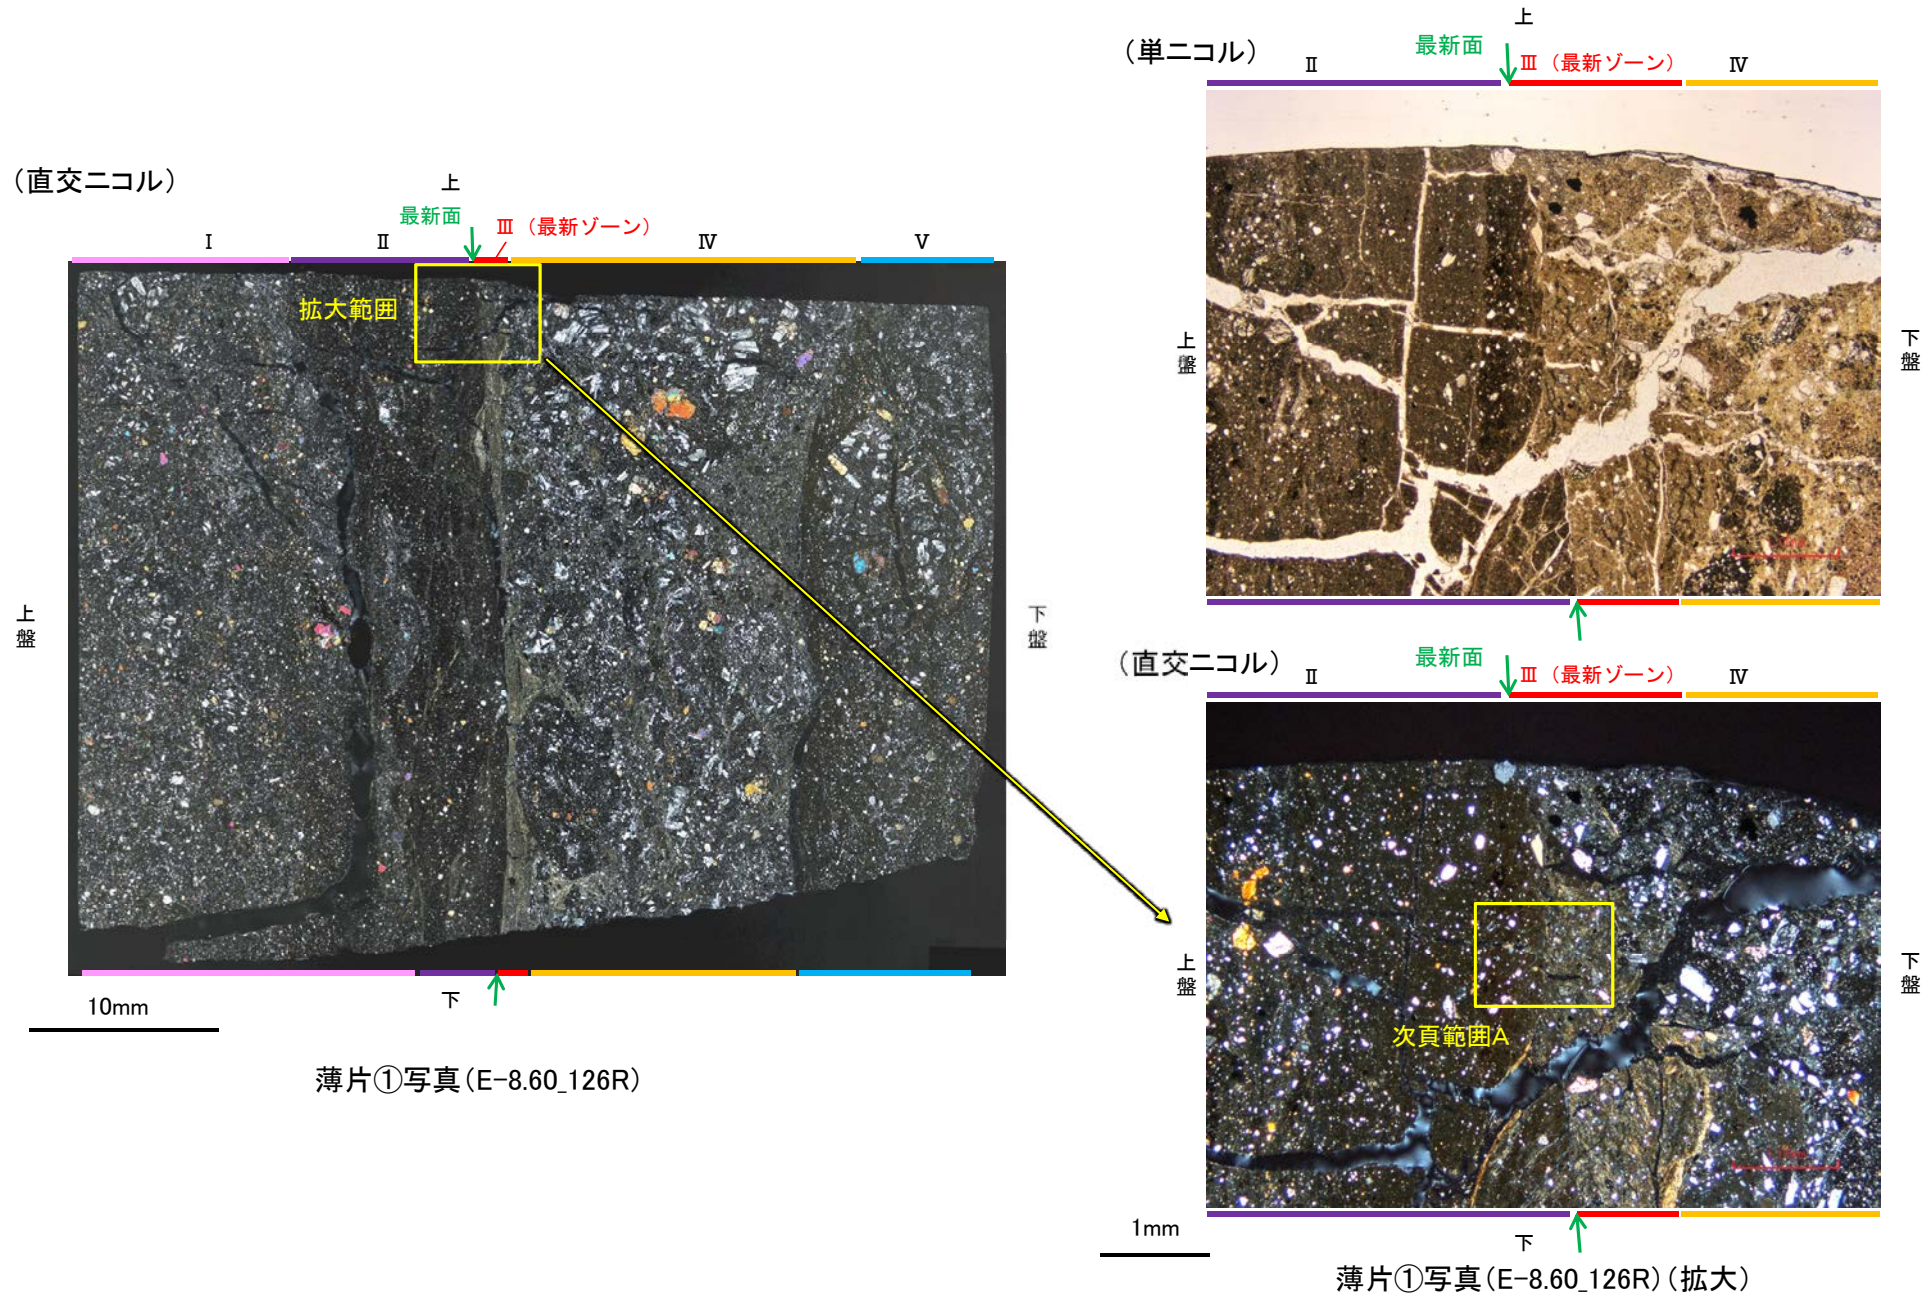 (直交ニコル)
上
最新面
Ⅲ (最新ゾーン)
Ⅰ
Ⅱ
Ⅳ
Ⅴ
拡大範囲
上盤
下盤
下
10mm
薄片①写真(E-8.60_126R)
上
(単ニコル)
最新面
Ⅱ
Ⅲ (最新ゾーン)
Ⅳ
上盤
下盤
(直交ニコル)
最新面
Ⅱ
Ⅲ (最新ゾーン)
Ⅳ
上盤
下盤
次頁範囲A
1mm
下
薄片①写真(E-8.60_126R)(拡大)